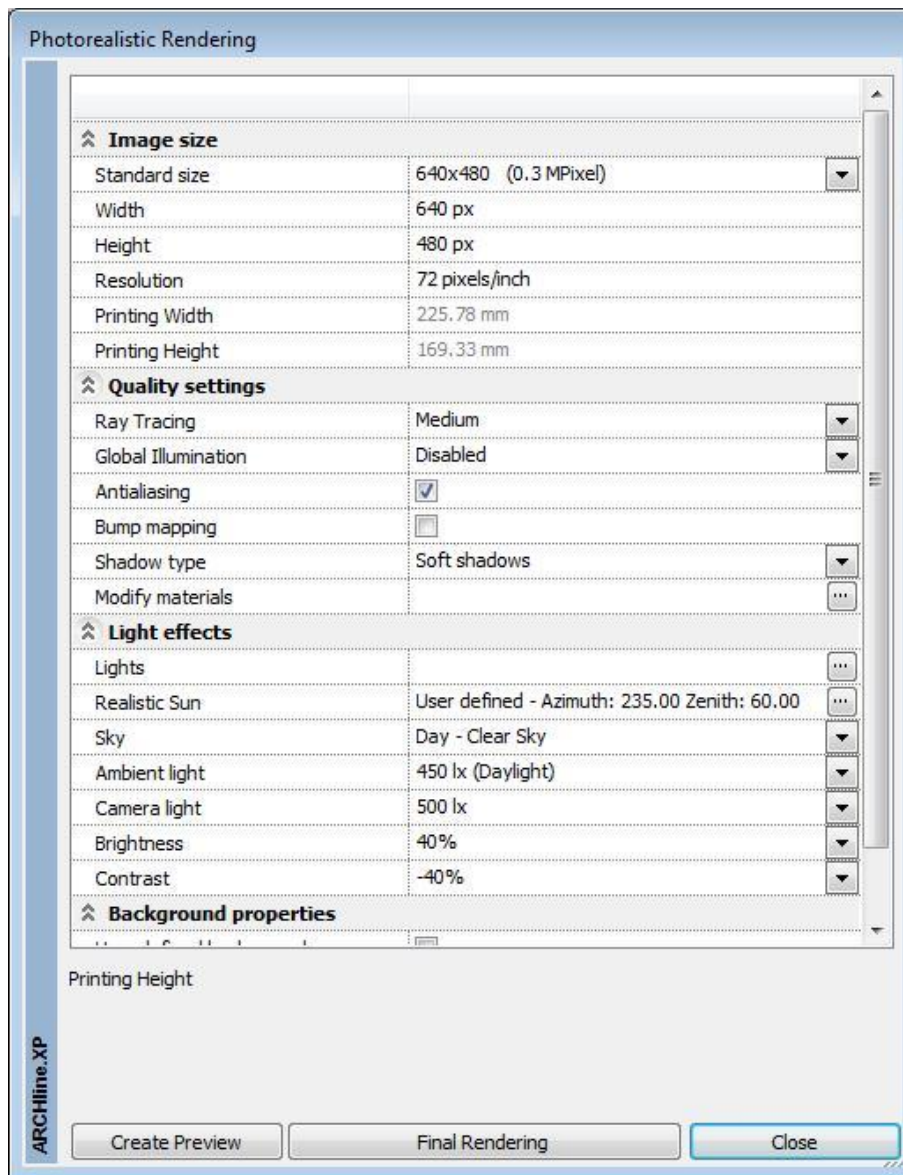 Photorealistic Rendering
Image size
Standard size 640x480 (0.3 MPixel)
Width 640 px
Height 480 px
Resolution 72 pixels/inch
Printing Width 225.78 mm
Printing Height 169.33 mm
Quality settings
Ray Tracing Medium
Global Illumination Disabled
Antialiasing
Bump mapping
Shadow type Soft shadows
Modify materials ...
Light effects
Lights ...
Realistic Sun User defined - Azimuth: 235.00 Zenith: 60.00 ...
Sky Day - Clear Sky
Ambient light 450 lx (Daylight)
Camera light 500 lx
Brightness 40%
Contrast -40%
Background properties
Printing Height
ARCHline.XP
Create Preview Final Rendering Close